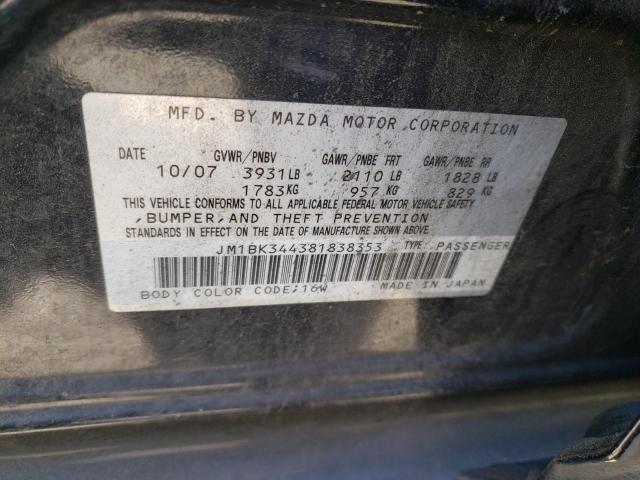 MFD. BY MAZDA MOTOR CORPORATION
DATE GVWR/PNBV GAWR/PNBE FRT GAWR/PNBE RR
10/07 3931LB 2110 LB 1828 LB
1783KG 957 KG 829 KG
THIS VEHICLE CONFORMS TO ALL APPLICABLE FEDERAL MOTOR VEHICLE SAFETY
,BUMPER,AND THEFT PREVENTION
STANDARDS IN EFFECT ON THE DATE OF MANUFACTURE SHOWN ABOVE.
JM1BK344381838353 TYPE: PASSENGER
BODY COLOR CODE:16W MADE IN JAPAN